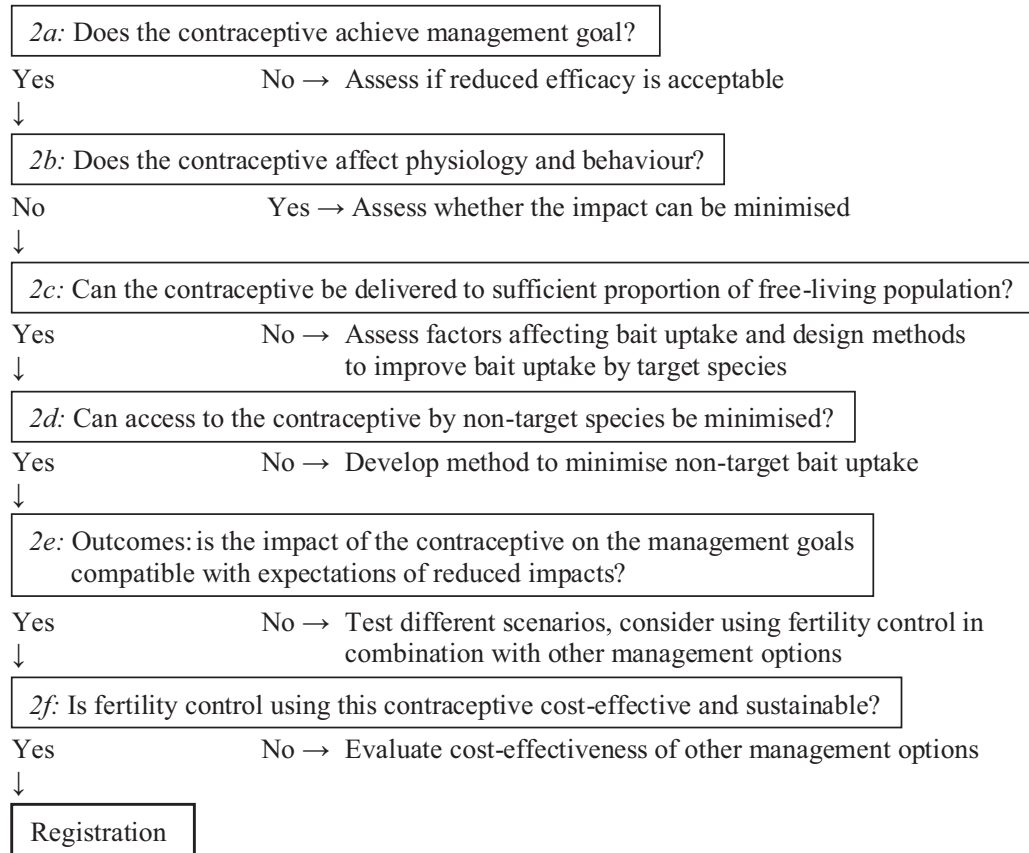 2a: Does the contraceptive achieve management goal?
Yes No → Assess if reduced efficacy is acceptable
↓
2b: Does the contraceptive affect physiology and behaviour?
No Yes → Assess whether the impact can be minimised
↓
2c: Can the contraceptive be delivered to sufficient proportion of free-living population?
Yes No → Assess factors affecting bait uptake and design methods
↓ to improve bait uptake by target species
2d: Can access to the contraceptive by non-target species be minimised?
Yes No → Develop method to minimise non-target bait uptake
↓
2e: Outcomes: is the impact of the contraceptive on the management goals
compatible with expectations of reduced impacts?
Yes No → Test different scenarios, consider using fertility control in
↓ combination with other management options
2f: Is fertility control using this contraceptive cost-effective and sustainable?
Yes No → Evaluate cost-effectiveness of other management options
↓
Registration